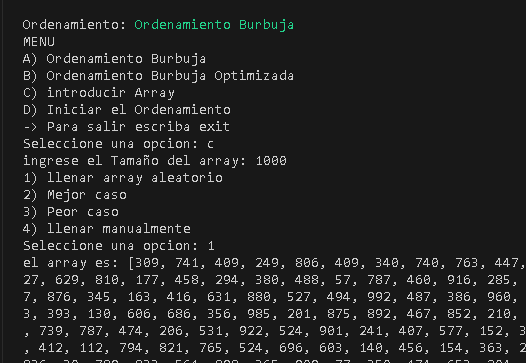 Ordenamiento: Ordenamiento Burbuja
MENU
A) Ordenamiento Burbuja
B) Ordenamiento Burbuja Optimizada
C) introducir Array
D) Iniciar el Ordenamiento
-> Para salir escriba exit
Seleccione una opcion: c
ingrese el Tamaño del array: 1000
1) llenar array aleatorio
2) Mejor caso
3) Peor caso
4) llenar manualmente
Seleccione una opcion: 1
el array es: [309, 741, 409, 249, 806, 409, 340, 740, 763, 447,
27, 629, 810, 177, 458, 294, 380, 488, 57, 787, 460, 916, 285,
7, 876, 345, 163, 416, 631, 880, 527, 494, 992, 487, 386, 960,
3, 393, 130, 606, 686, 356, 985, 201, 875, 892, 467, 852, 210,
, 739, 787, 474, 206, 531, 922, 524, 901, 241, 407, 577, 152, 3
, 412, 112, 794, 821, 765, 524, 696, 603, 140, 456, 154, 363, 2